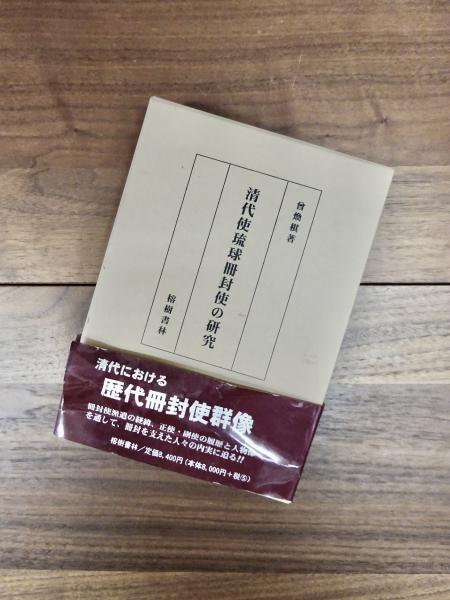 曾煥棋著
清代使琉球冊封使の研究
榕樹書林
清代における
歴代冊封使群像
冊封使派遣の経緯、正使・副使の履歴と人物像
を通して、冊封を支えた人々の内実に迫る!!
榕樹書林/定価8,400円(本体8,000円+税⑤)